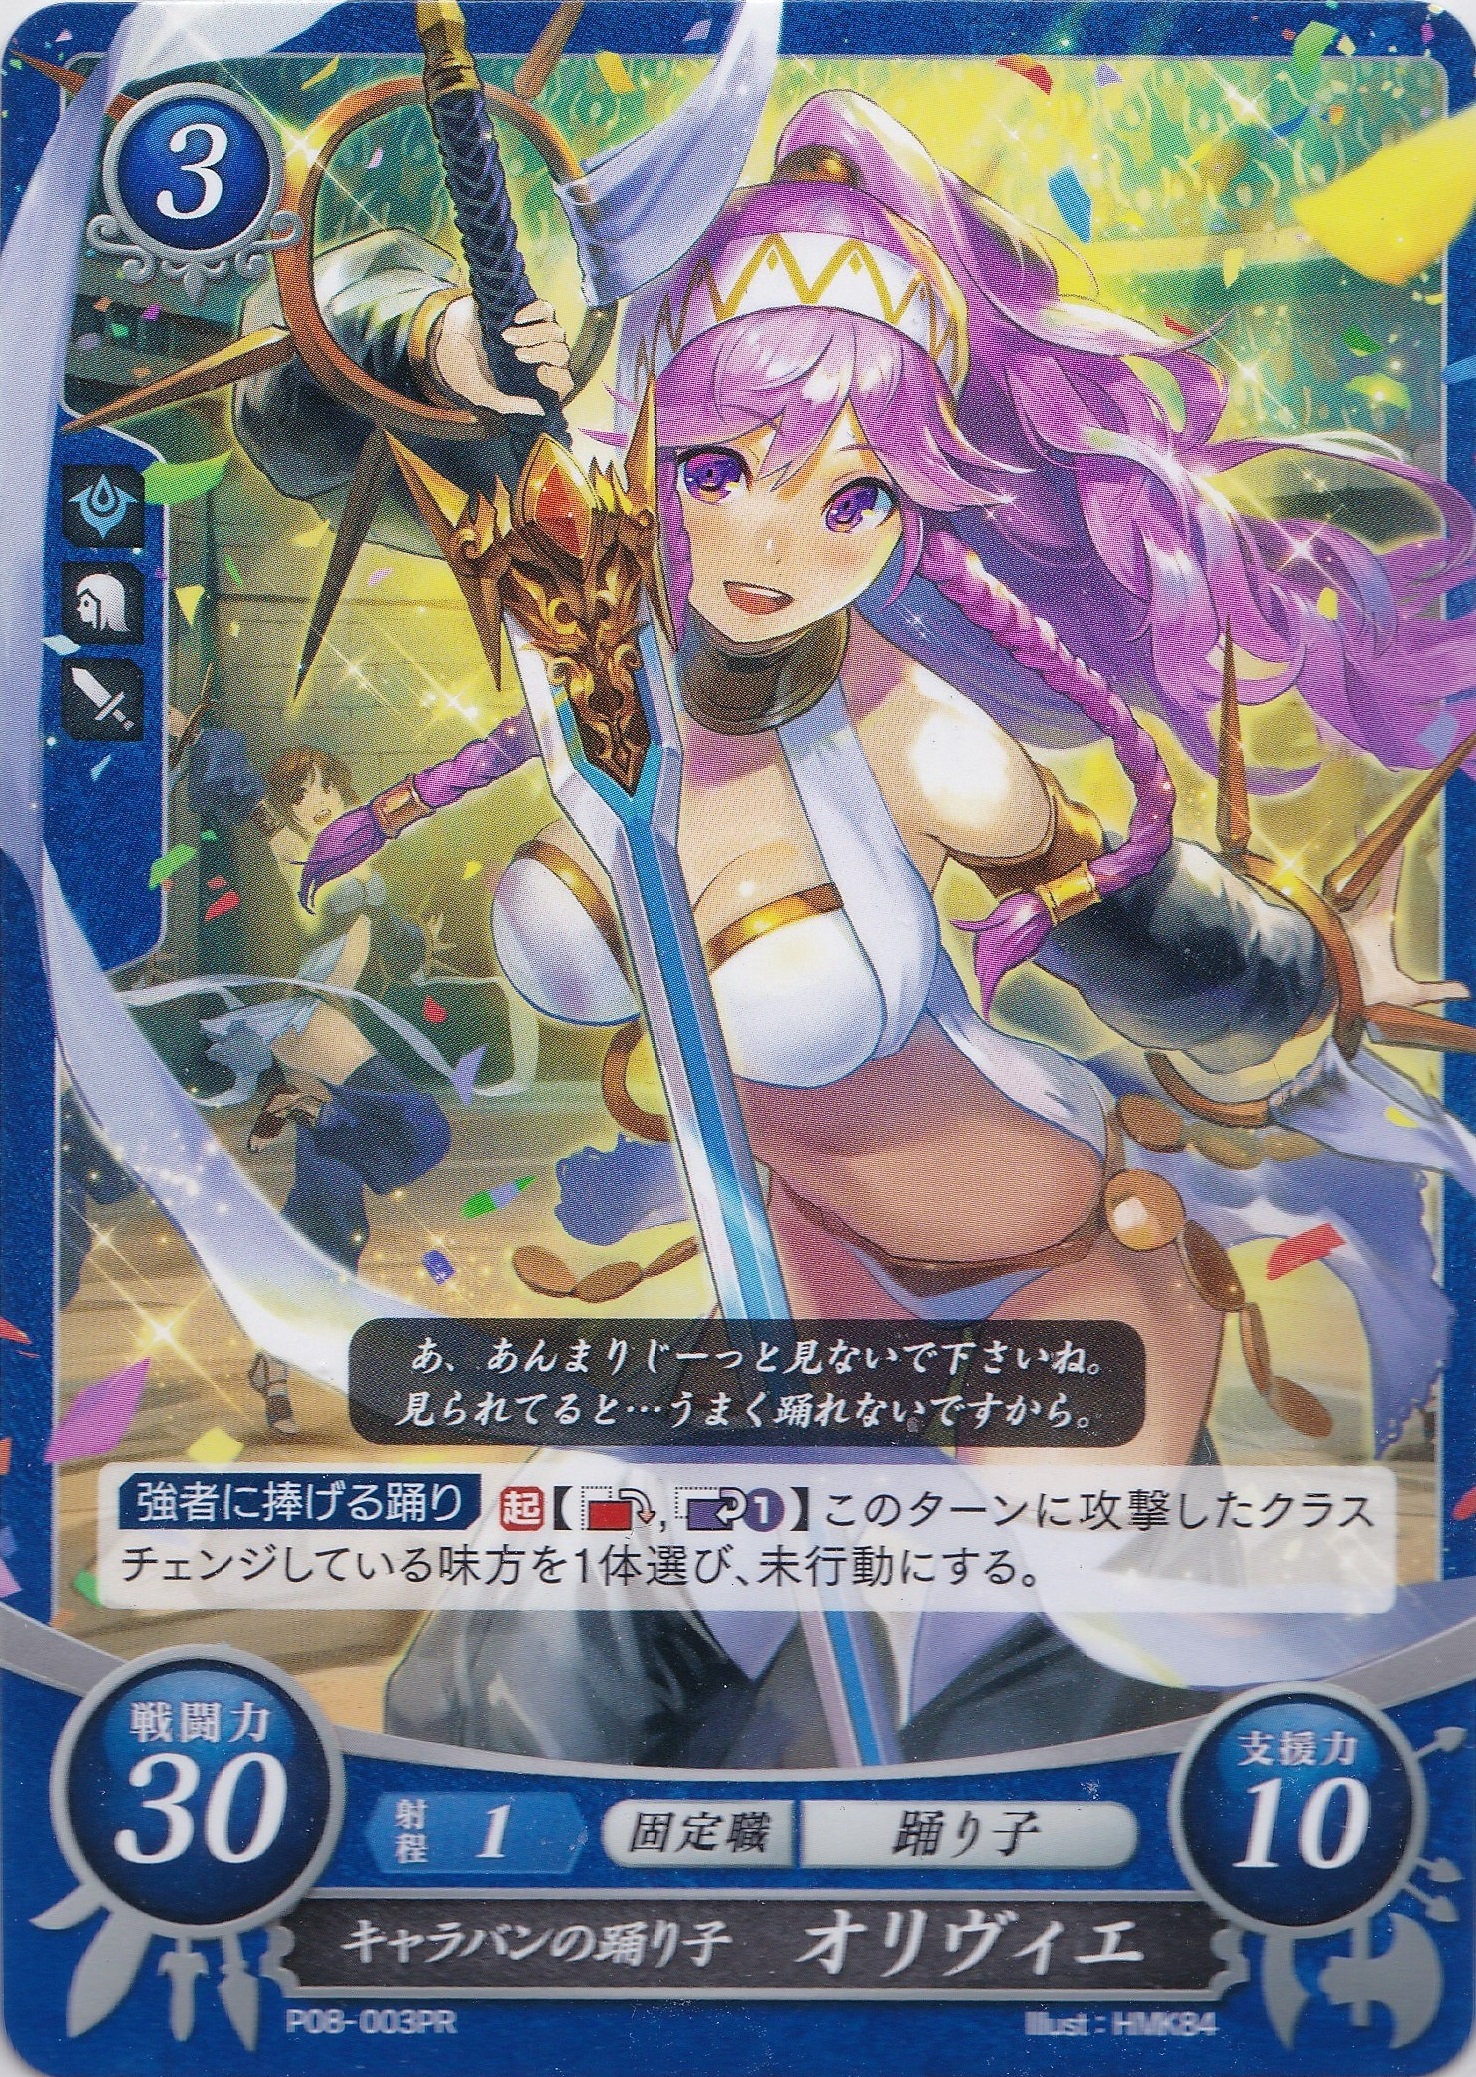 3
あ、あんまりじーっと見ないで下さいね。
見られてると…うまく踊れないですから。
強者に捧げる踊り 起【 , 1】このターンに攻撃したクラス
チェンジしている味方を1体選び、未行動にする。
戦闘力
30
射程 1
固定職 踊り子
支援力
10
キャラバンの踊り子 オリヴィエ
P08-003PR Illust : HMK84